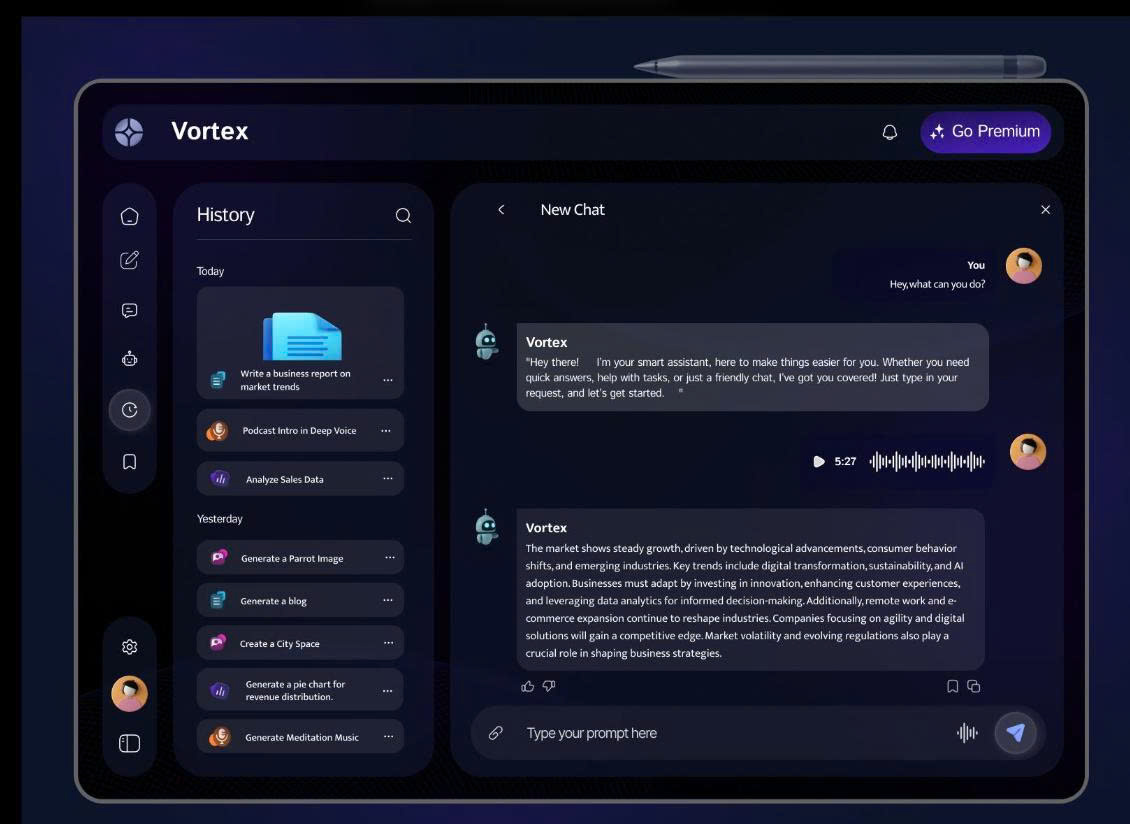 Vortex
Go Premium
History
Today
Write a business report on
market trends
Podcast Intro in Deep Voice
Analyze Sales Data
Yesterday
Generate a Parrot Image
Generate a blog
Create a City Space
Generate a pie chart for
revenue distribution.
Generate Meditation Music
New Chat
You
Hey,what can you do?
Vortex
"Hey there! I'm your smart assistant, here to make things easier for you. Whether you need
quick answers, help with tasks, or just a friendly chat, I've got you covered! Just type in your
request, and let's get started. "
5:27
Vortex
The market shows steady growth,driven by technological advancements,consumer behavior
shifts,and emerging industries. Key trends include digital transformation,sustainability,and AI
adoption.Businesses must adapt by investing in innovation,enhancing customer experiences,
and leveraging data analytics for informed decision-making.Additionally,remote work and e-
commerce expansion continue to reshape industries.Companies focusing on agility and digital
solutions will gain a competitive edge.Market volatility and evolving regulations also play a
crucial role in shaping business strategies.
Type your prompt here